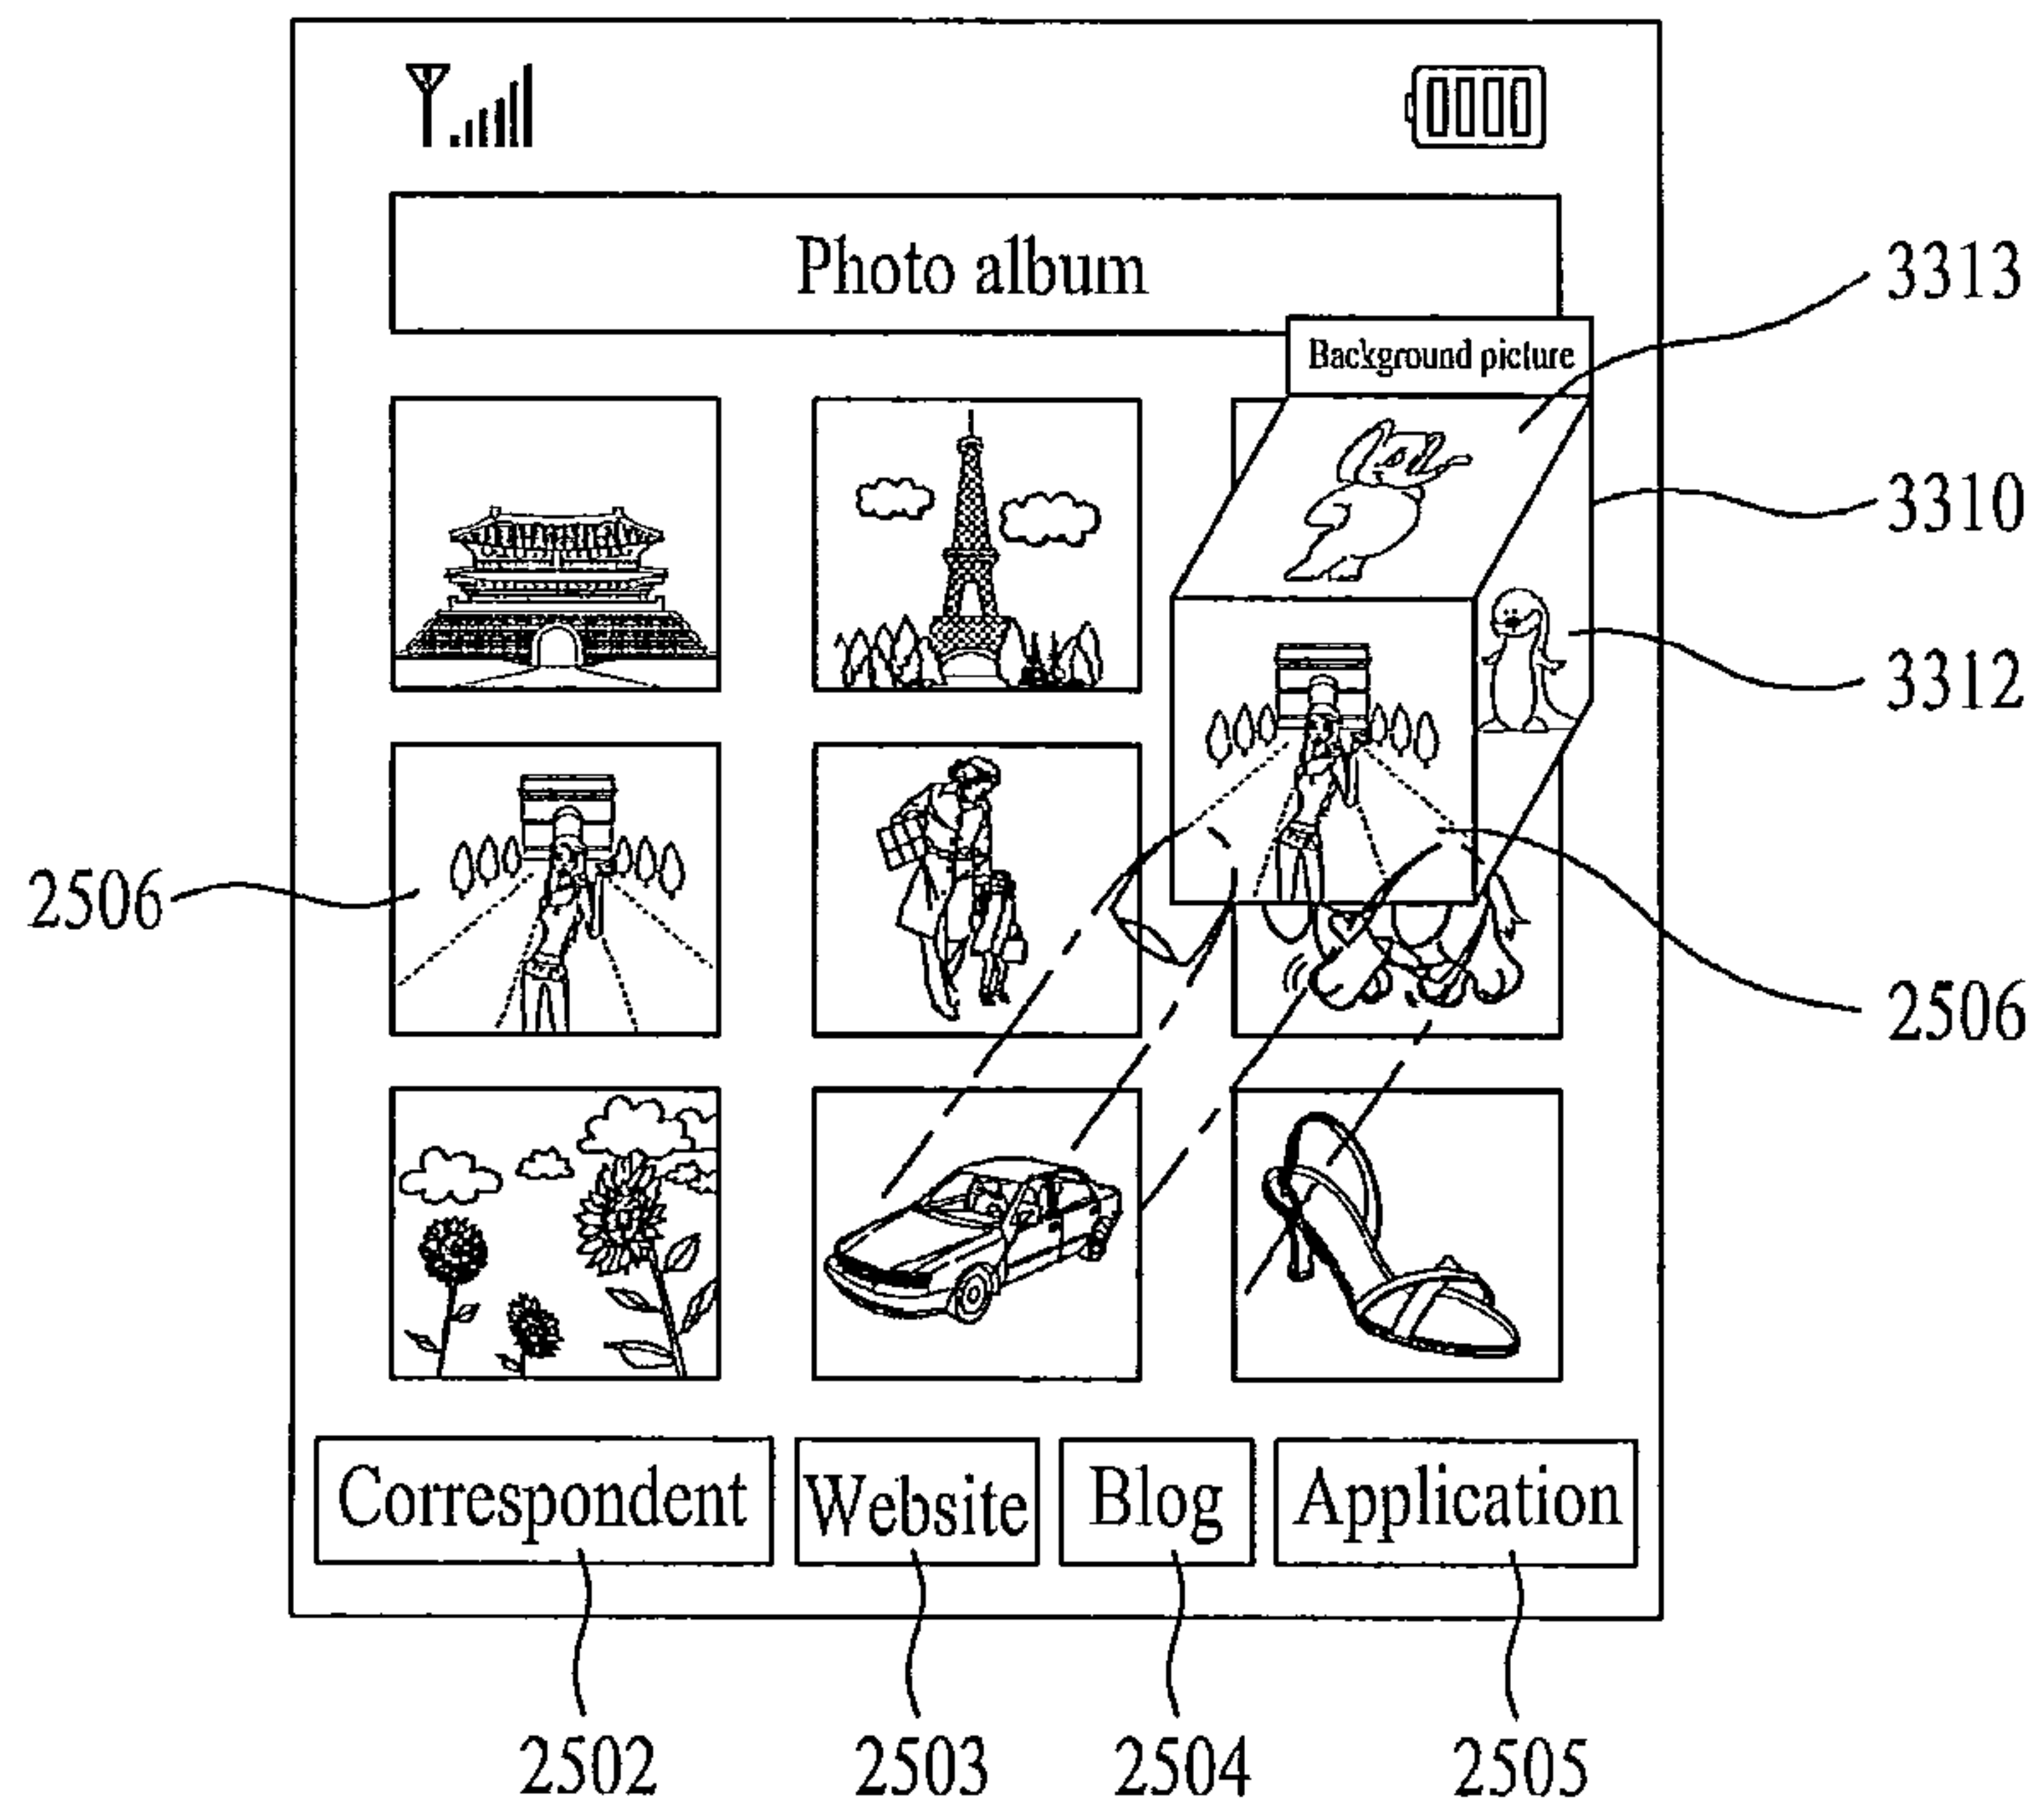 Photo album
3313
Background picture
3310
3312
2506
2506
Correspondent Website Blog Application
2502 2503 2504 2505